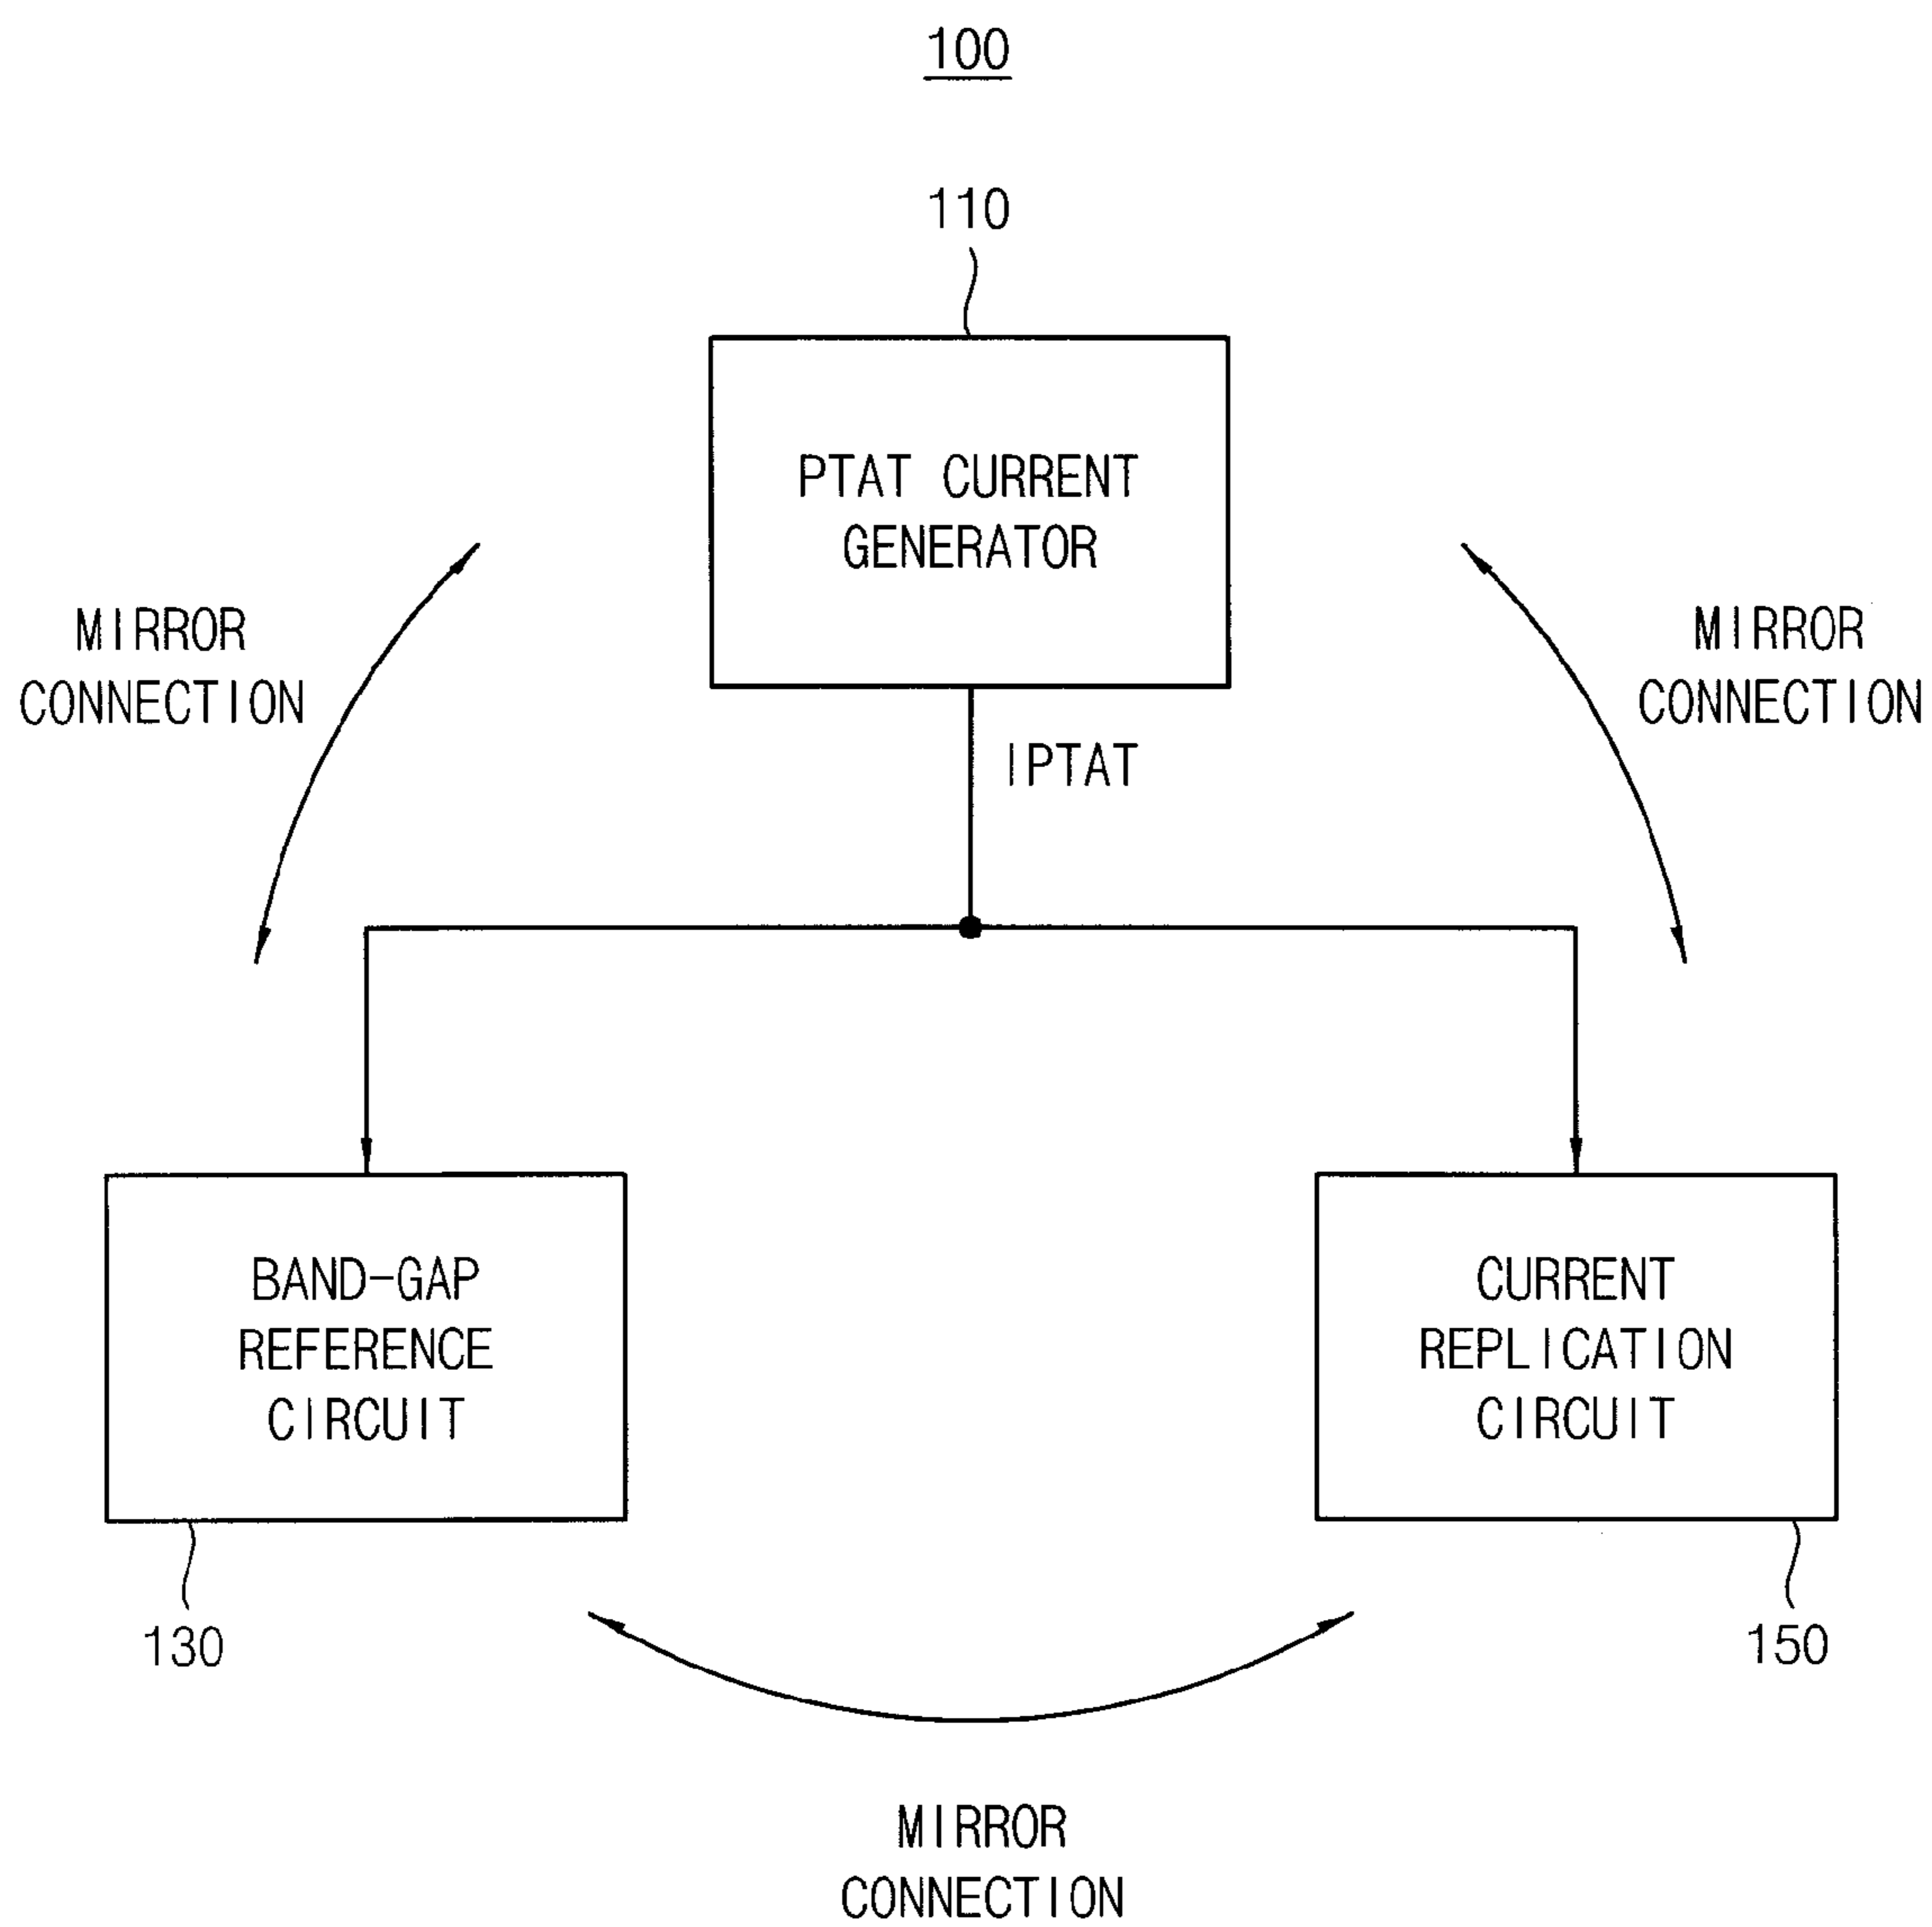 100
110
PTAT CURRENT
GENERATOR
MIRROR
CONNECTION
MIRROR
CONNECTION
IPTAT
BAND-GAP
REFERENCE
CIRCUIT
CURRENT
REPLICATION
CIRCUIT
130
150
MIRROR
CONNECTION